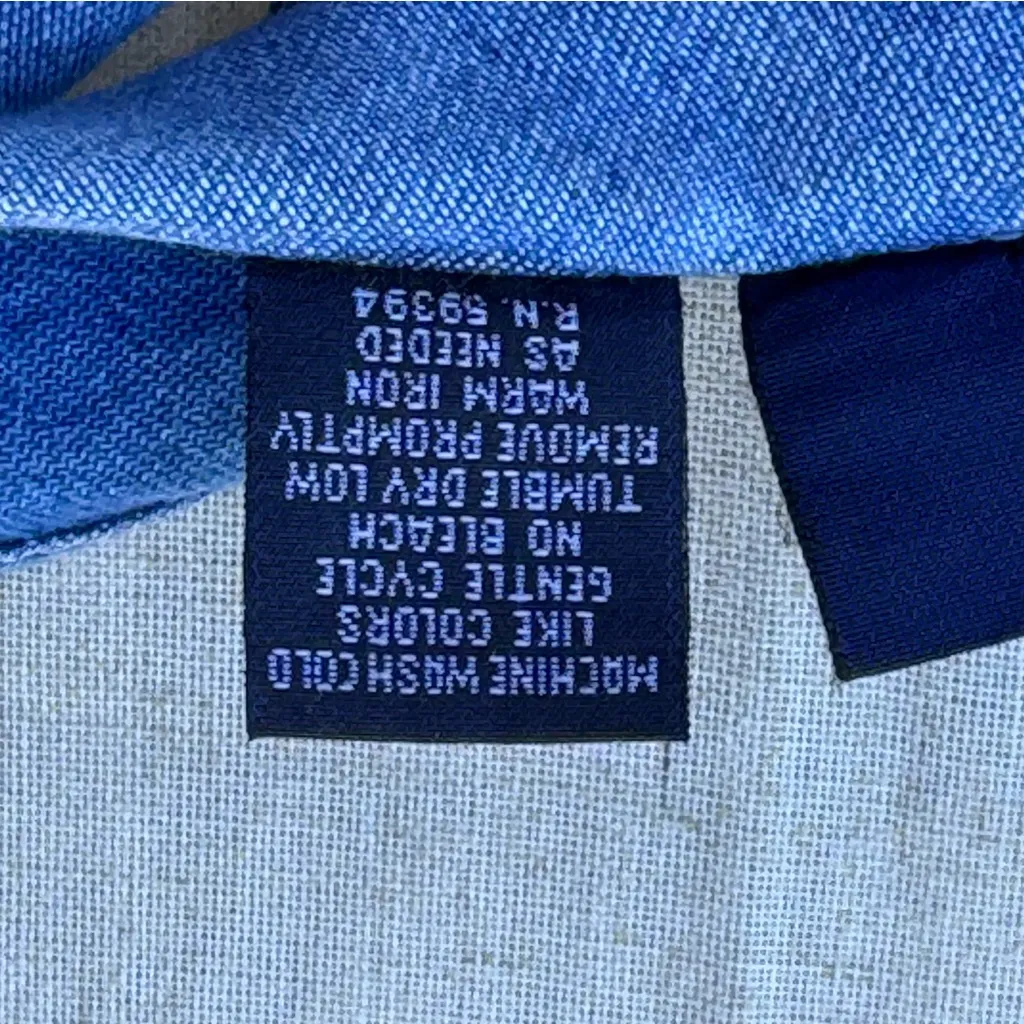 MACHINE WASH COLD
LIKE COLORS
GENTLE CYCLE
NO BLEACH
TUMBLE DRY LOW
REMOVE PROMPTLY
WARM IRON
AS NEEDED
R.N. 59394